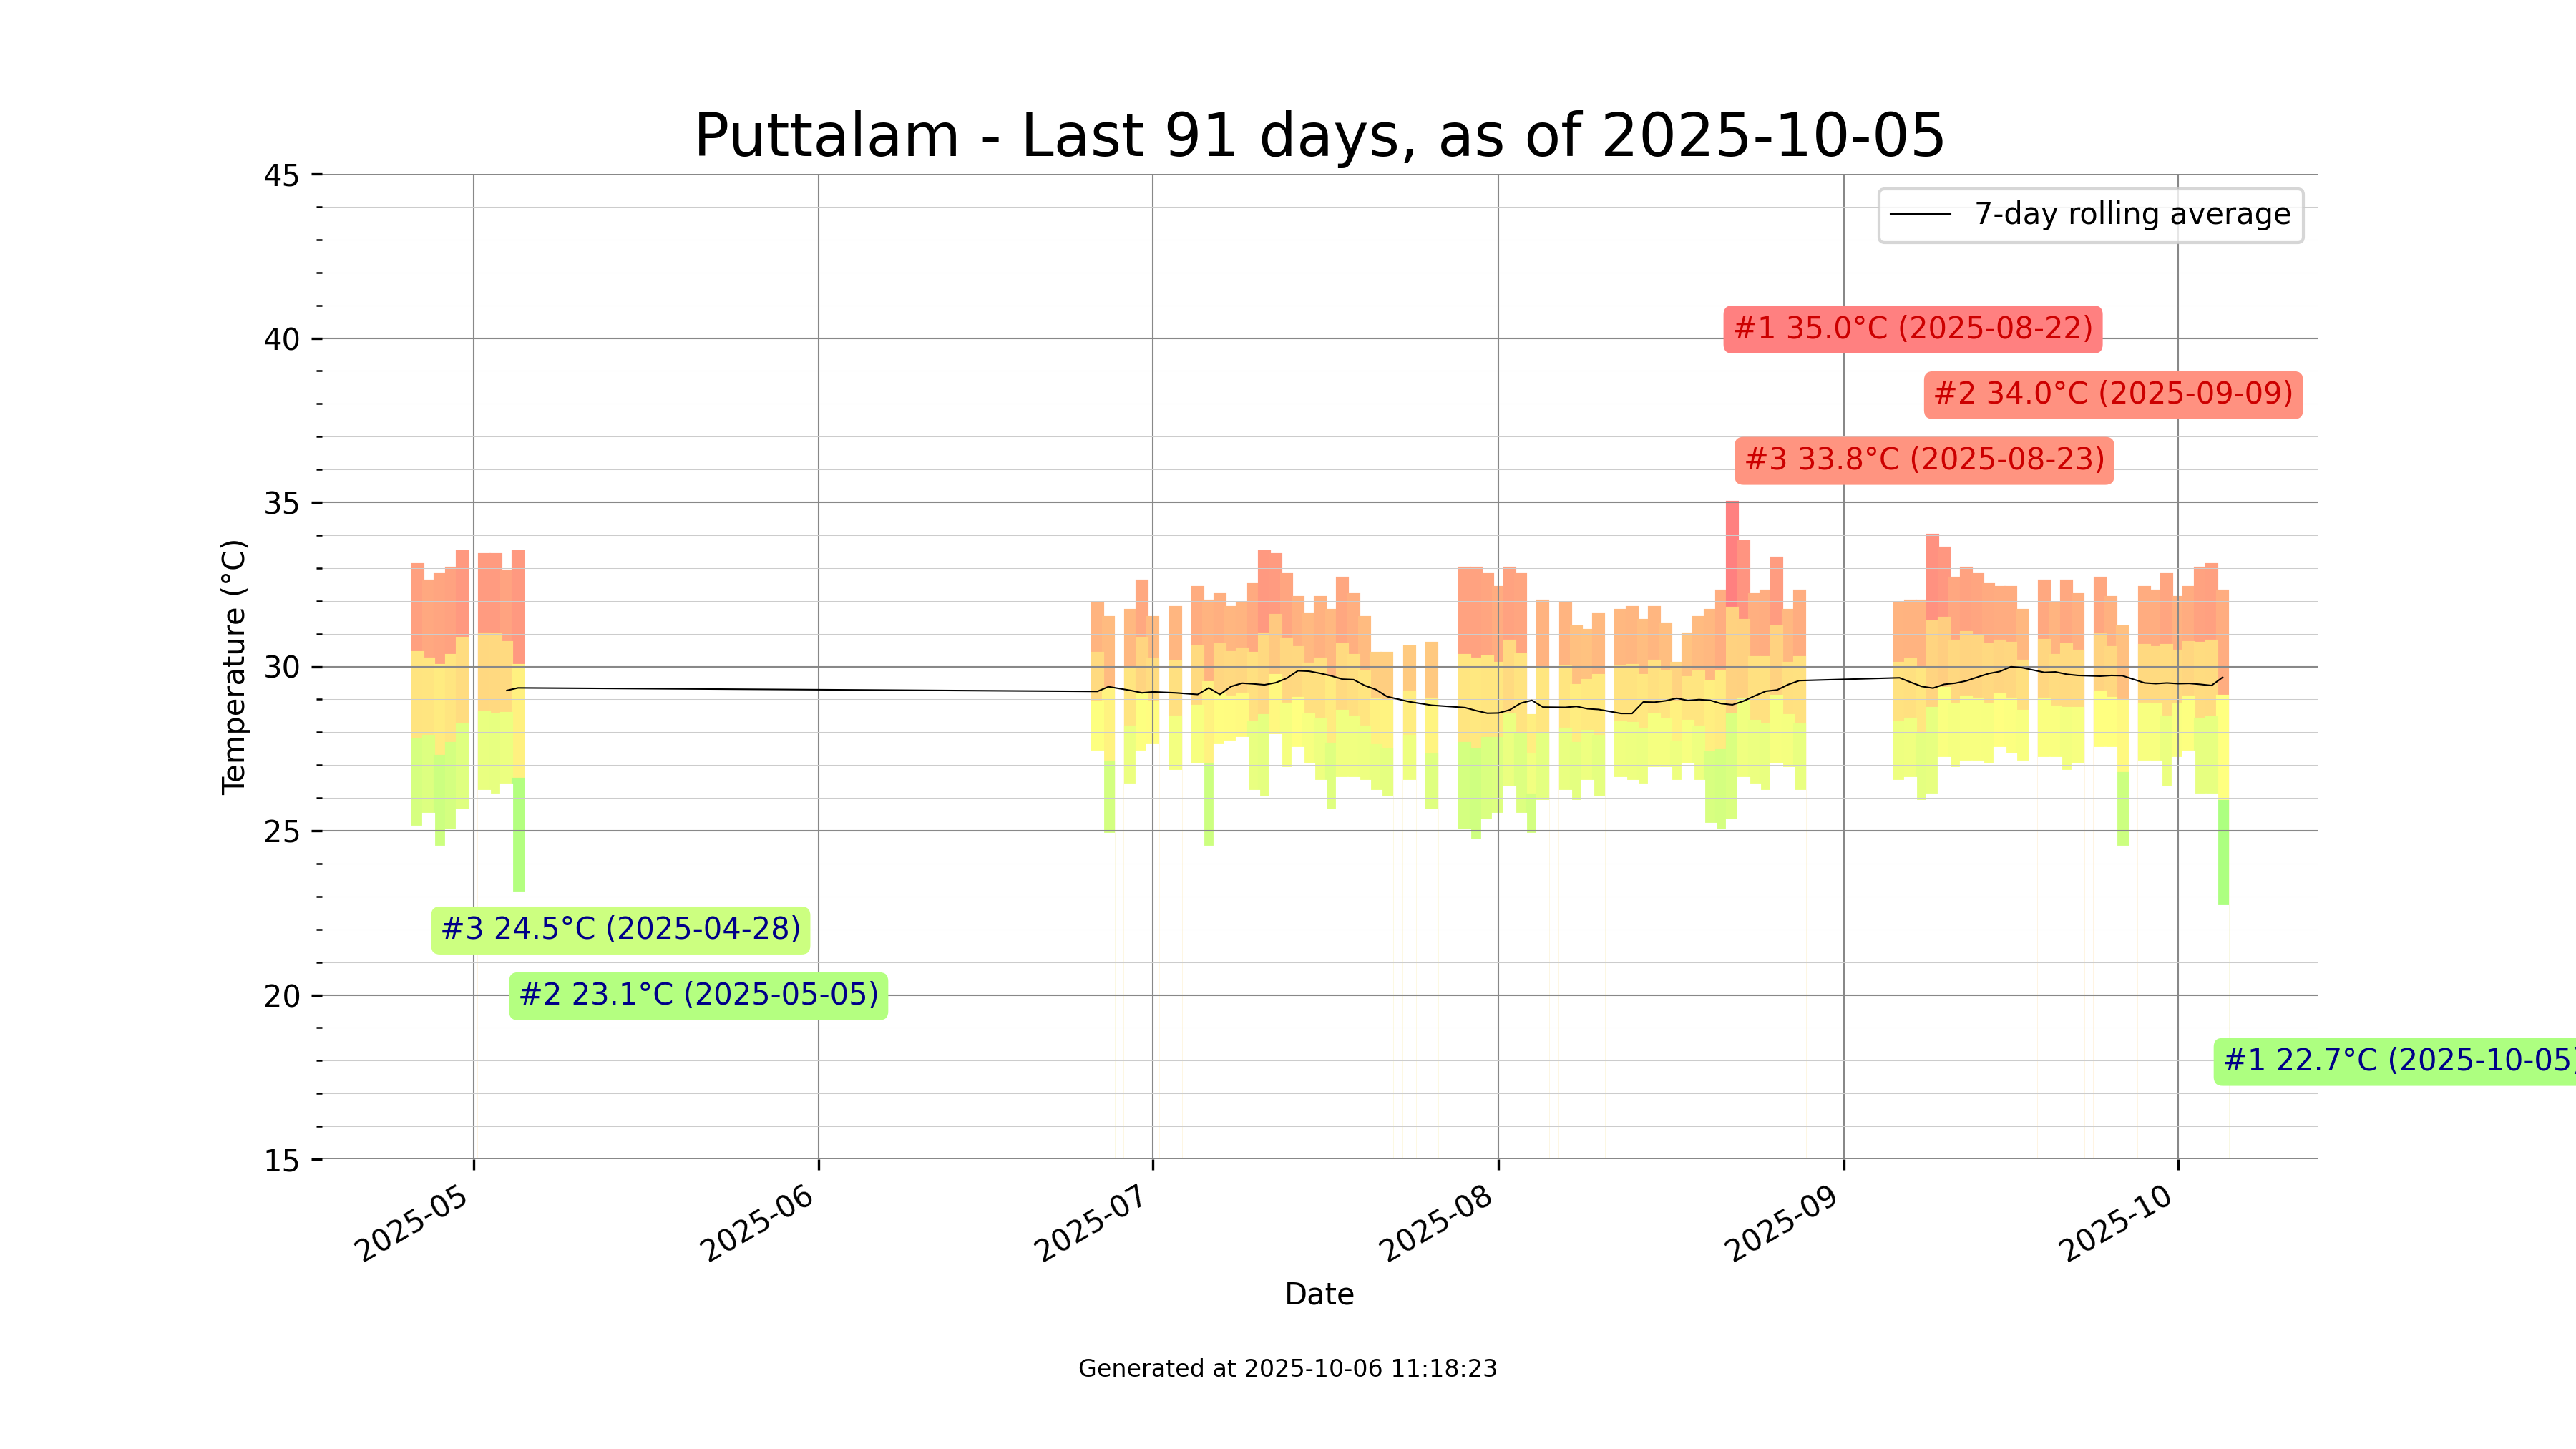 Puttalam - Last 91 days, as of 2025-10-05
45
7-day rolling average
40
#1 35.0°C (2025-08-22)
#2 34.0°C (2025-09-09)
#3 33.8°C (2025-08-23)
35
Temperature (°C)
30
25
#3 24.5°C (2025-04-28)
20
#2 23.1°C (2025-05-05)
#1 22.7°C (2025-10-05)
15
2025-05
2025-06
2025-07
2025-08
2025-09
2025-10
Date
Generated at 2025-10-06 11:18:23